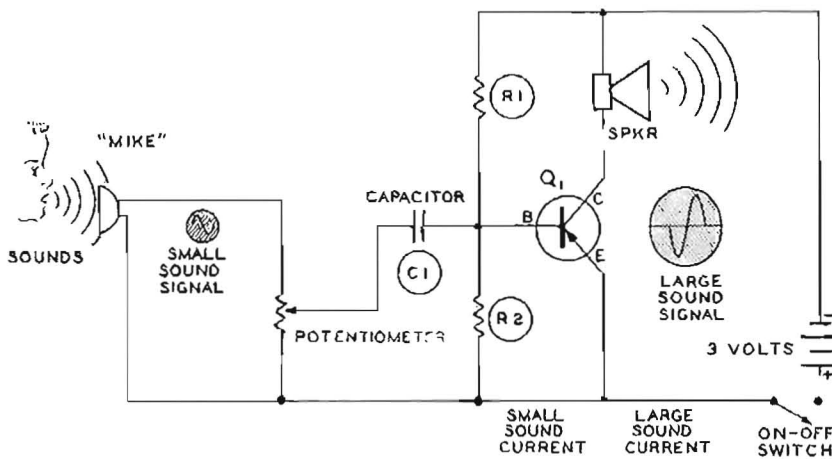 R1
SPKR
"MIKE"
SOUNDS
SMALL
SOUND
SIGNAL
POTENTIOMETER
CAPACITOR
C1
R2
Q1
B
C
E
LARGE
SOUND
SIGNAL
3 VOLTS
+
SMALL
SOUND
CURRENT
LARGE
SOUND
CURRENT
ON-OFF
SWITCH